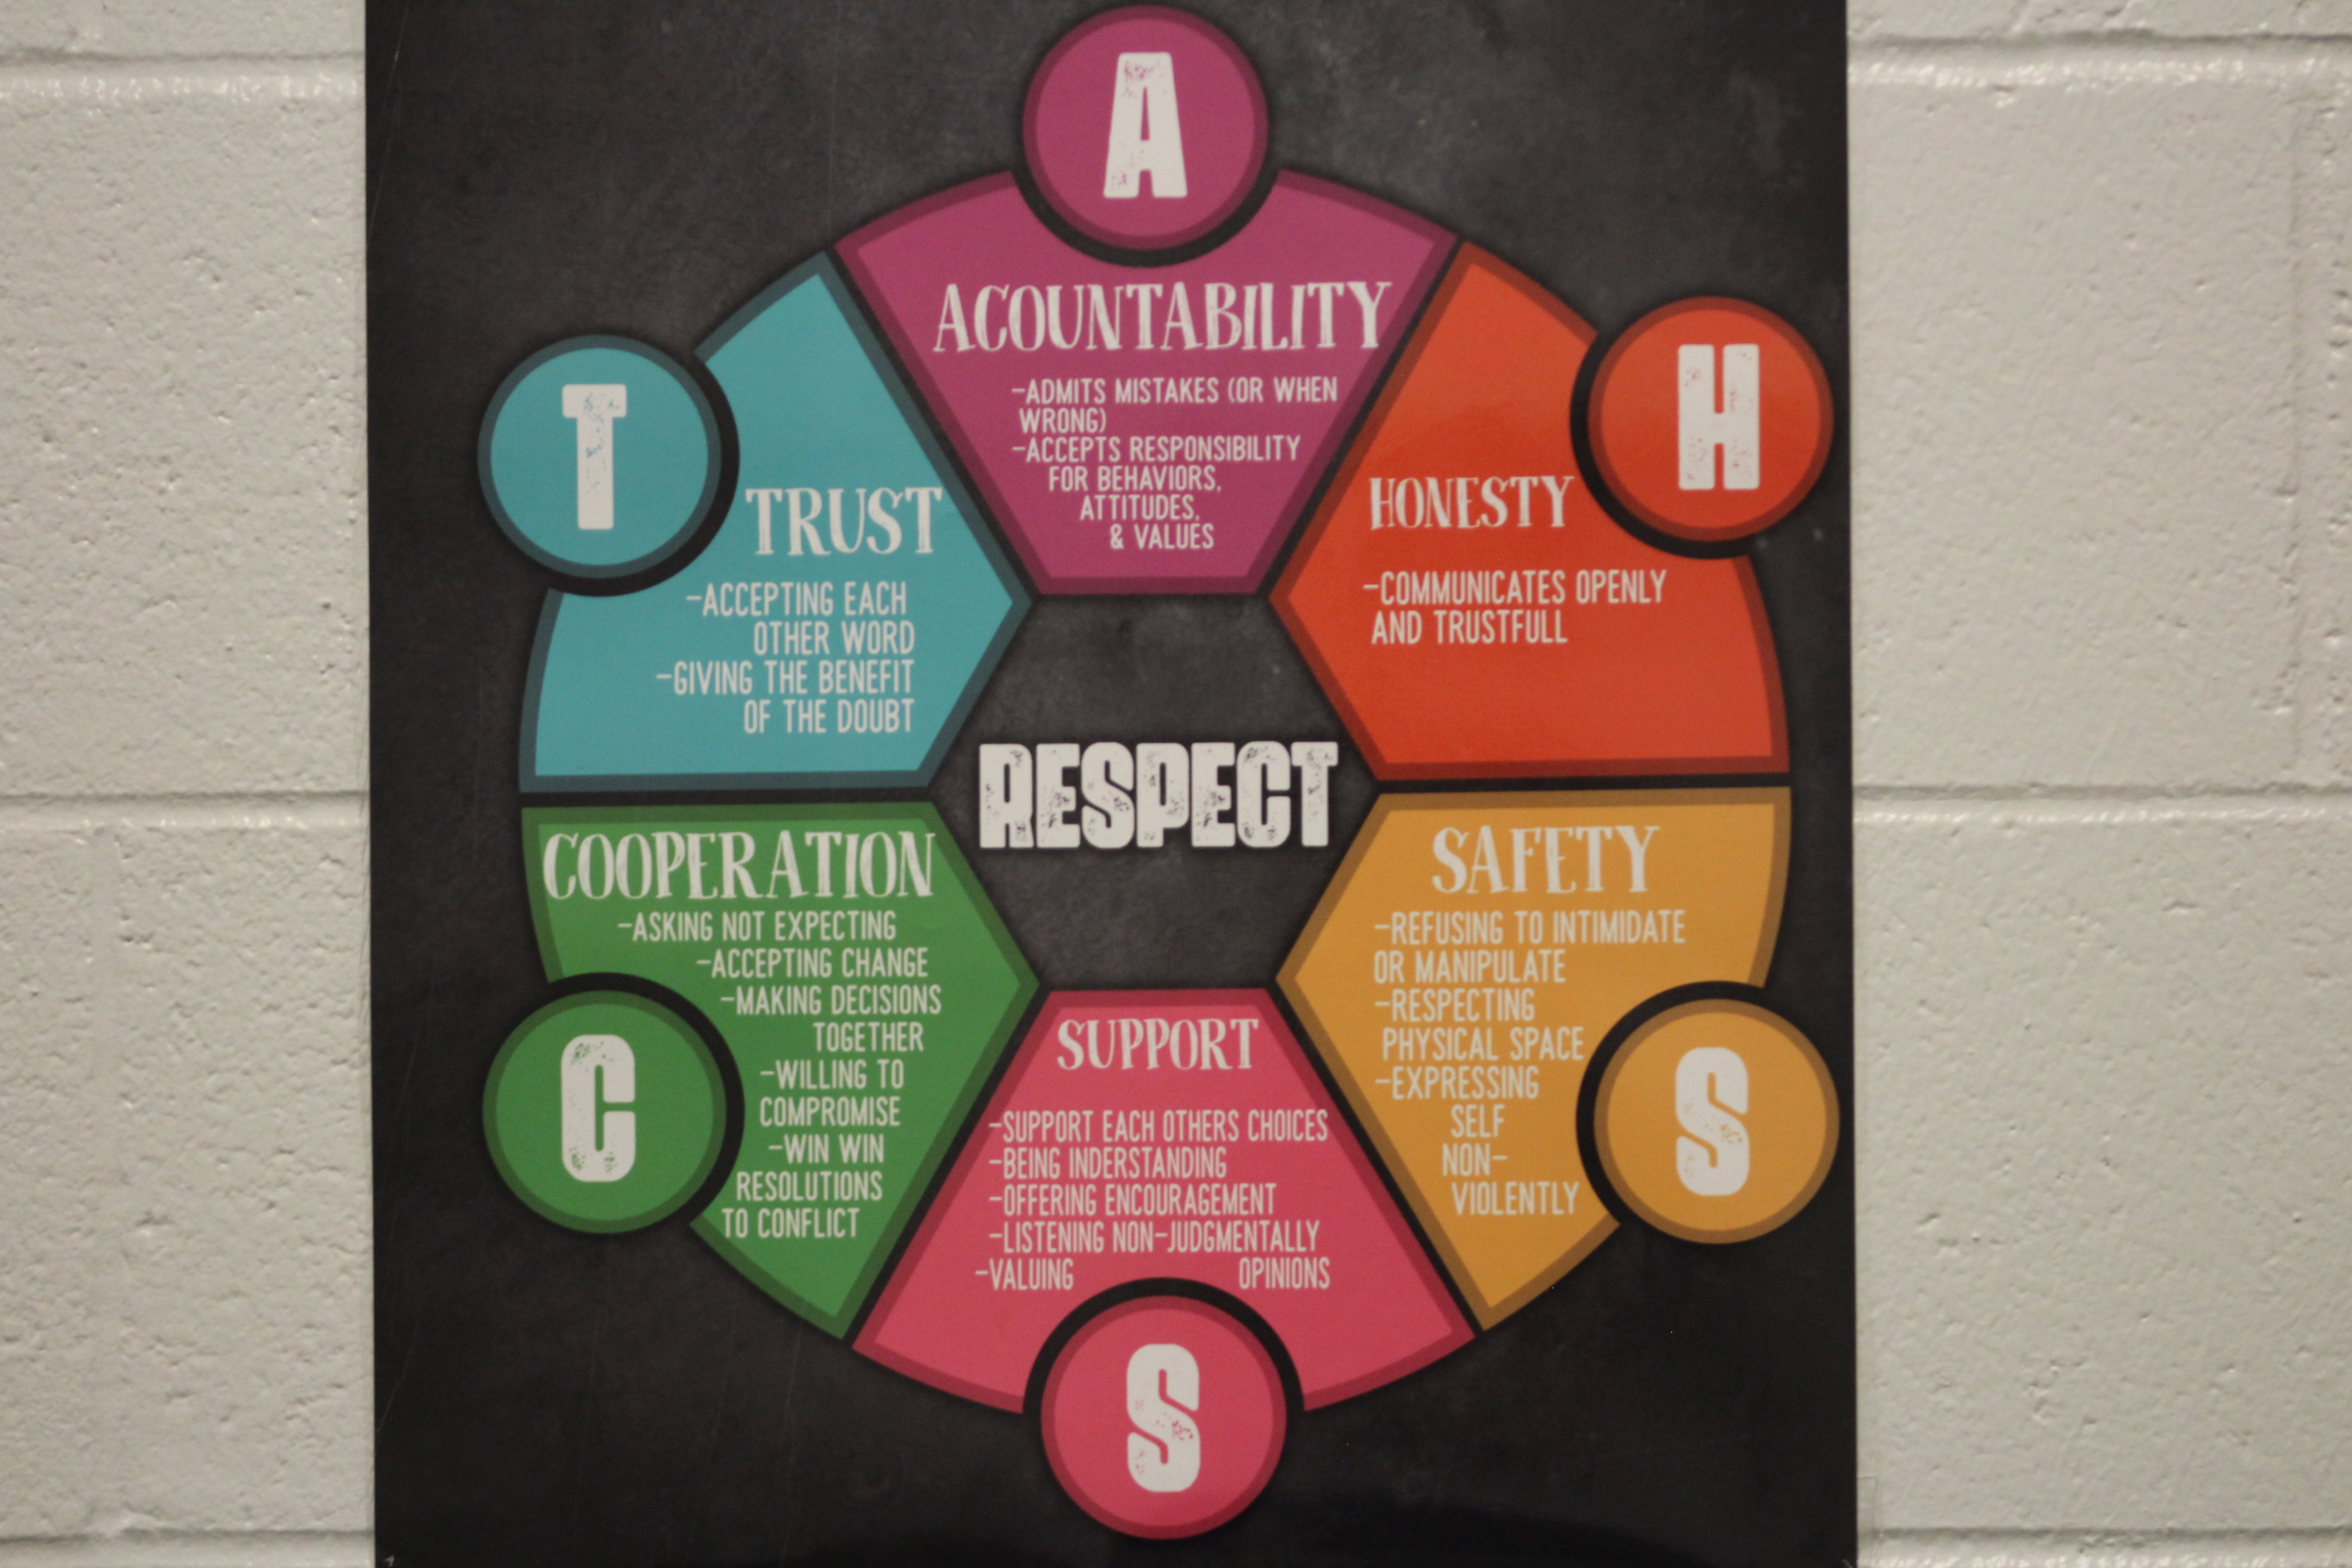 A
ACOUNTABILITY
-ADMITS MISTAKES (OR WHEN
WRONG)
-ACCEPTS RESPONSIBILITY
FOR BEHAVIORS,
ATTITUDES,
& VALUES
H
HONESTY
-COMMUNICATES OPENLY
AND TRUSTFULL
T
TRUST
-ACCEPTING EACH
OTHER WORD
-GIVING THE BENEFIT
OF THE DOUBT
RESPECT
COOPERATION
-ASKING NOT EXPECTING
-ACCEPTING CHANGE
-MAKING DECISIONS
TOGETHER
-WILLING TO
COMPROMISE
-WIN WIN
RESOLUTIONS
TO CONFLICT
C
SAFETY
-REFUSING TO INTIMIDATE
OR MANIPULATE
-RESPECTING
PHYSICAL SPACE
-EXPRESSING
SELF
NON-
VIOLENTLY
S
SUPPORT
-SUPPORT EACH OTHERS CHOICES
-BEING INDERSTANDING
-OFFERING ENCOURAGEMENT
-LISTENING NON-JUDGMENTALLY
-VALUING OPINIONS
S